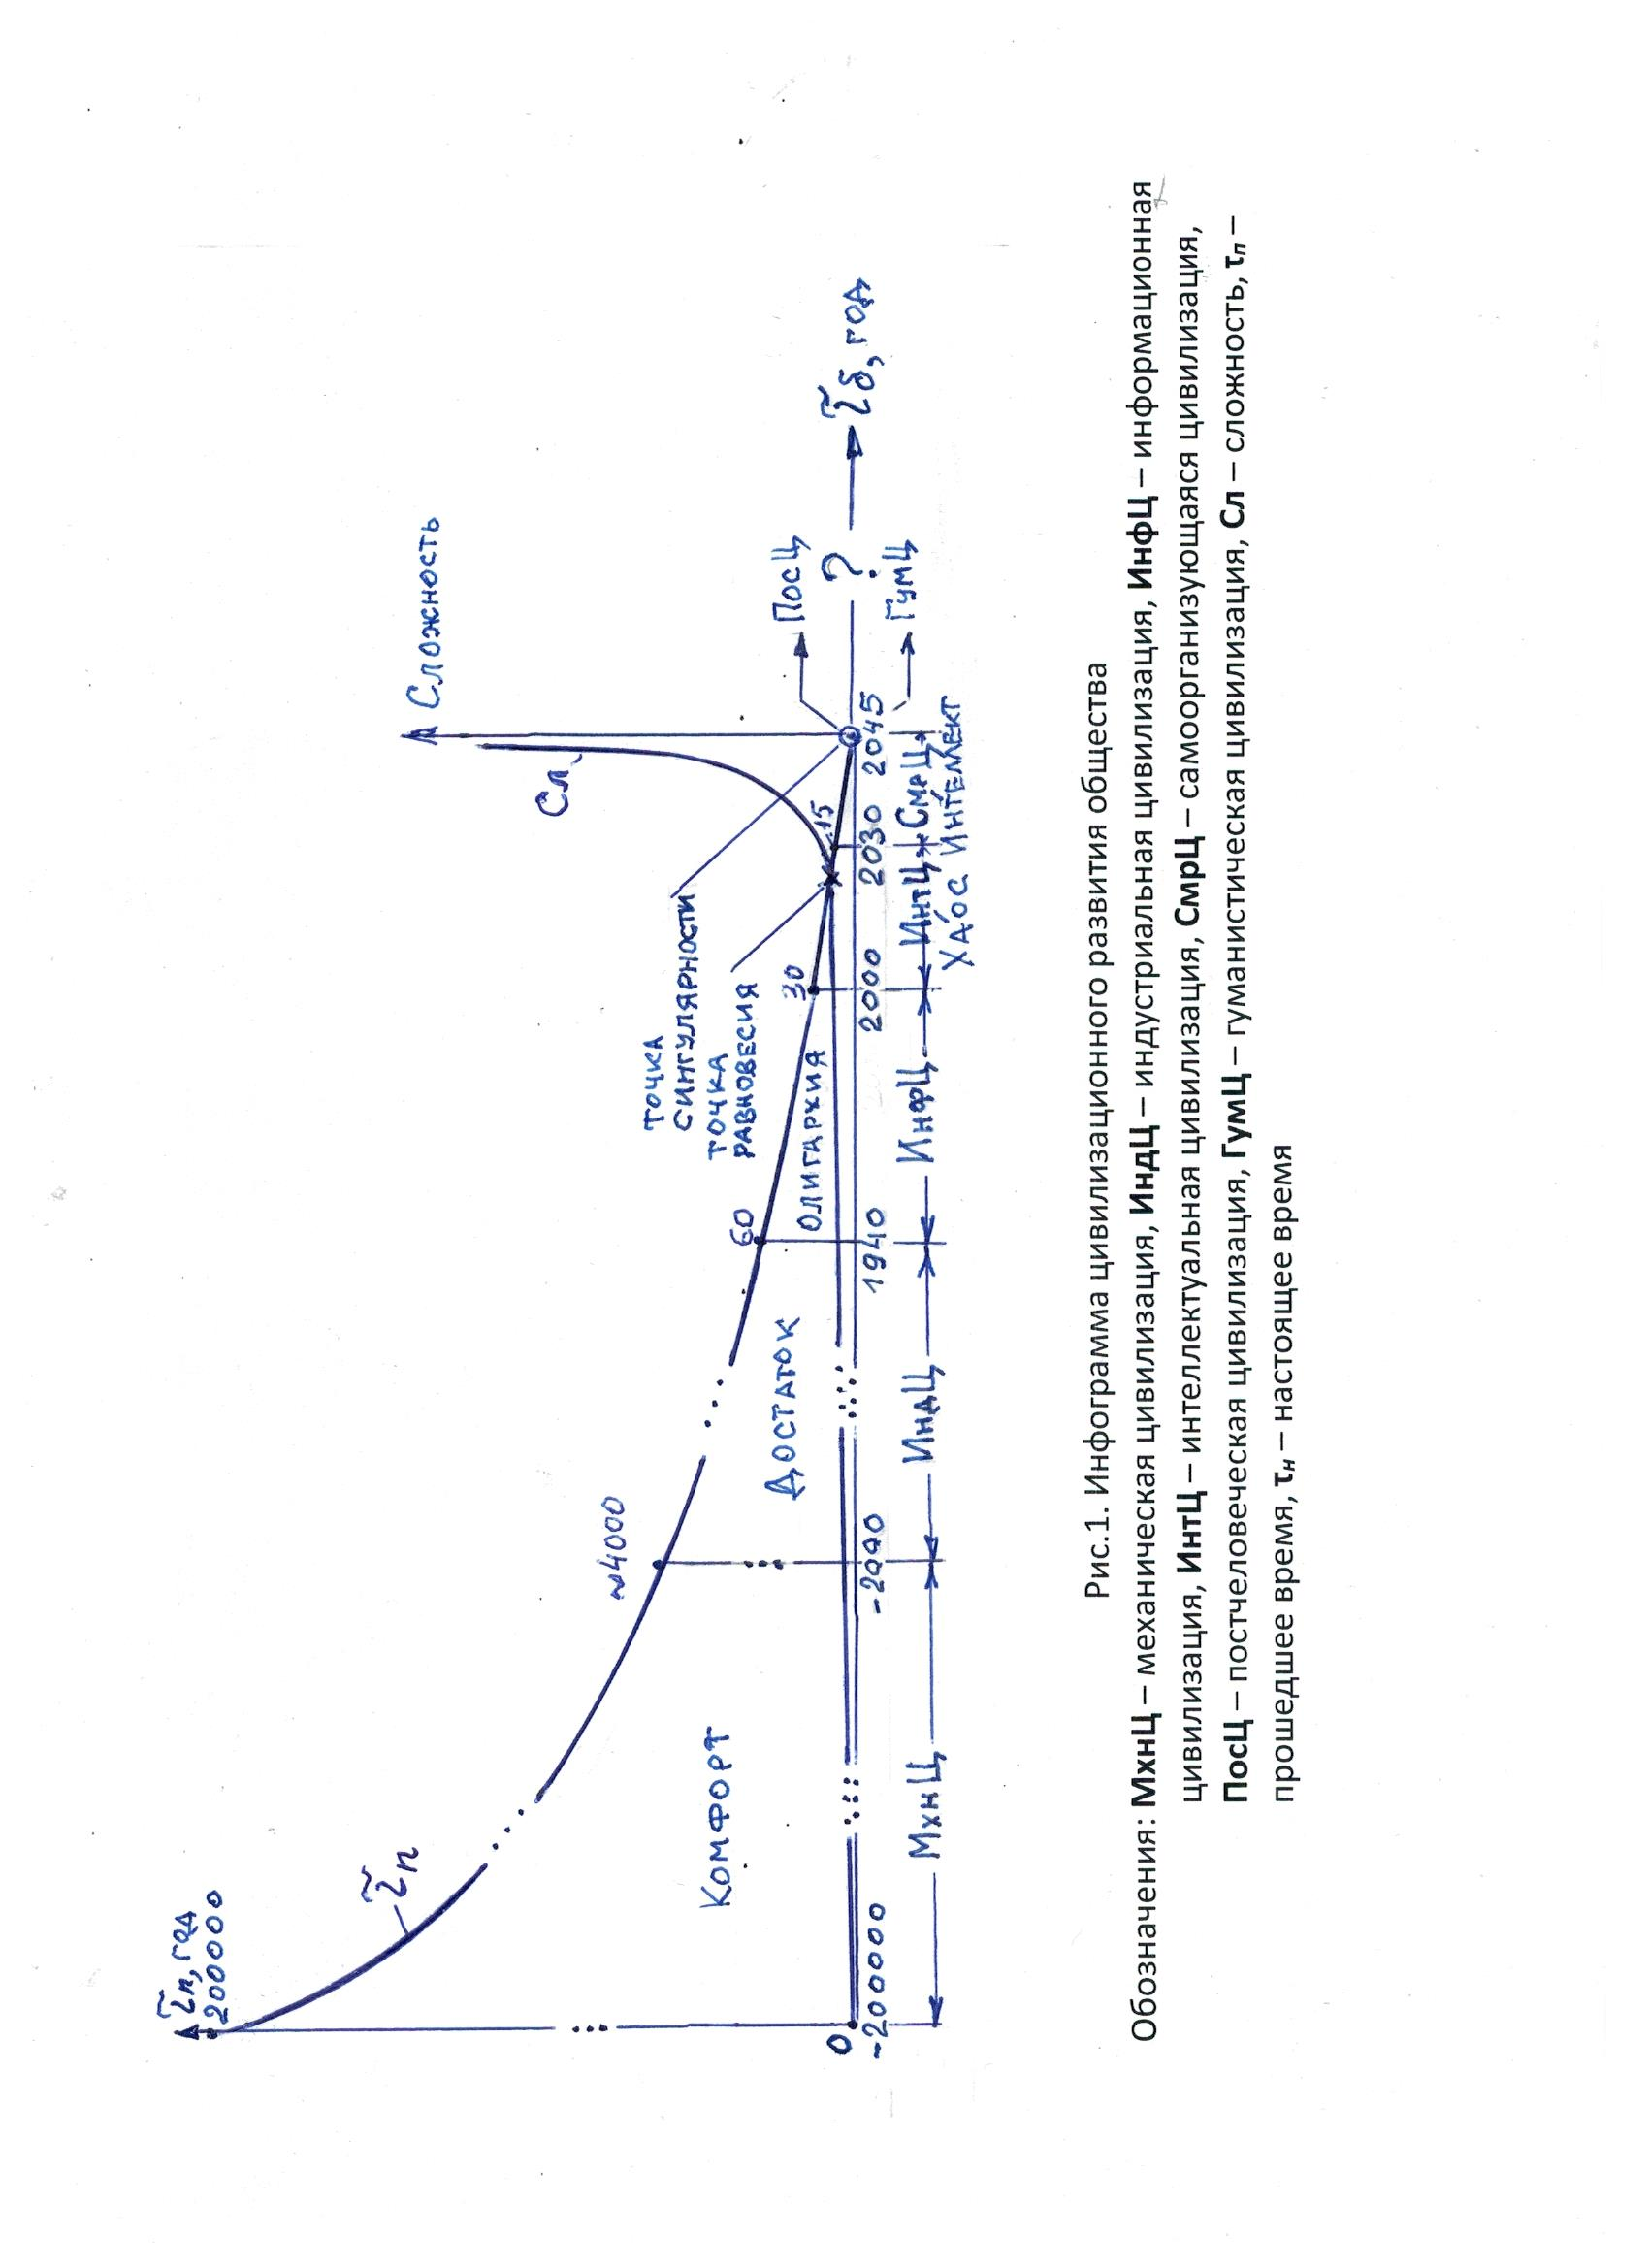 τп, год
200000
τп
Сложность
Сл
~4000
точка
сингулярности
точка
равновесия
Комфорт
Достаток
60
олигархия
30
15
ПосЦ
?
τб, год
ГумЦ
0
-200000
-2000
1940
2000
2030
2045
МхнЦ
ИндЦ
ИнфЦ
ИнтЦ
СмрЦ
Хаос
Интеллект
Рис.1. Инфограмма цивилизационного развития общества
Обозначения: МхнЦ – механическая цивилизация, ИндЦ – индустриальная цивилизация, ИнфЦ – информационная
цивилизация, ИнтЦ – интеллектуальная цивилизация, СмрЦ – самоорганизующаяся цивилизация,
ПосЦ – постчеловеческая цивилизация, ГумЦ – гуманистическая цивилизация, Сл – сложность, τп –
прошедшее время, τн – настоящее время